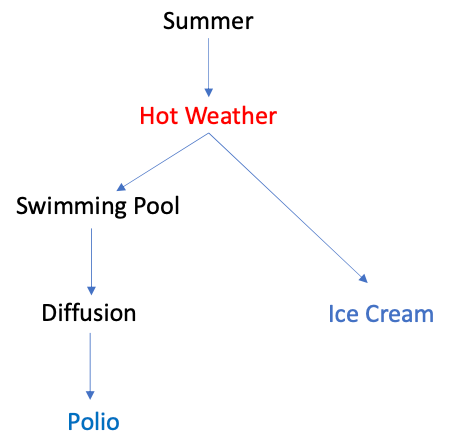 Summer
Hot Weather
Swimming Pool
Diffusion
Ice Cream
Polio